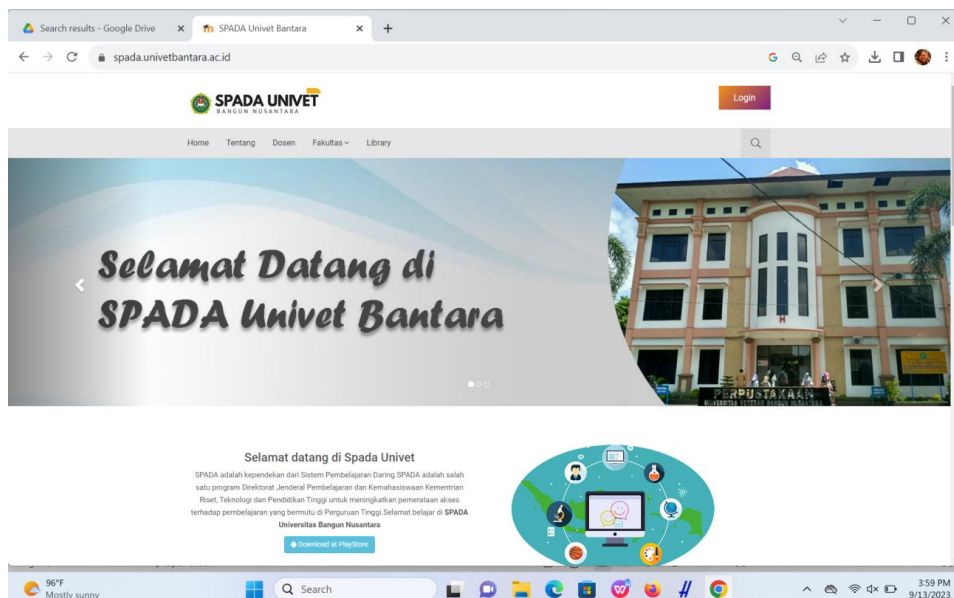 Search results - Google Drive
SPADA Univet Bantara
spada.univetbantara.ac.id
SPADA UNIVET
BANGUN NUSANTARA
Login
Home Tentang Dosen Fakultas Library
Selamat Datang di
SPADA Univet Bantara
PERPUSTAKAAN
UNIVERSITAS VETERAN BANGUN NUSANTARA
Selamat datang di Spada Univet
SPADA adalah kependekan dari Sistem Pembelajaran Daring.SPADA adalah salah
satu program Direktorat Jenderal Pembelajaran dan Kemahasiswaan Kementrian
Riset, Teknologi dan Pendidikan Tinggi untuk meningkatkan pemerataan akses
terhadap pembelajaran yang bermutu di Perguruan Tinggi.Selamat belajar di SPADA
Universitas Bangun Nusantara
Download at PlayStore
96°F
Mostly sunny
Search
3:59 PM
9/13/2023